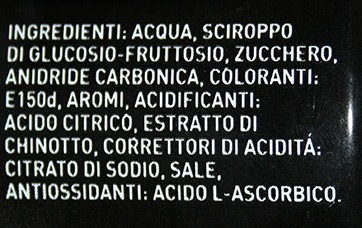 INGREDIENTI: ACQUA, SCIROPPO
DI GLUCOSIO-FRUTTOSIO, ZUCCHERO,
ANIDRIDE CARBONICA, COLORANTI:
E150d, AROMI, ACIDIFICANTI:
ACIDO CITRICO, ESTRATTO DI
CHINOTTO, CORRETTORI DI ACIDITÁ:
CITRATO DI SODIO, SALE,
ANTIOSSIDANTI: ACIDO L-ASCORBICO.